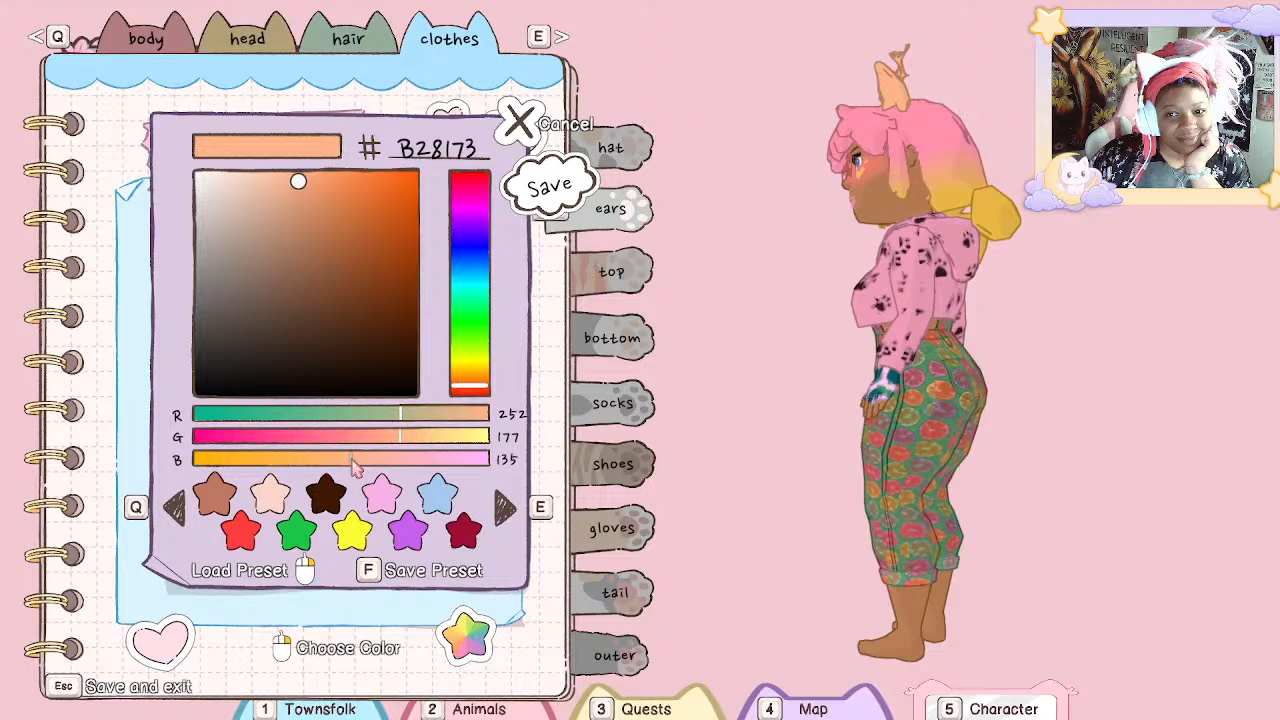 Q body head hair clothes E
# B28173
Cancel
Save
hat
ears
top
bottom
socks
shoes
gloves
tail
outer
R 252
G 177
B 135
Q E
Load Preset F Save Preset
Choose Color
Esc Save and exit
1 Townsfolk 2 Animals 3 Quests 4 Map 5 Character
INTELLIGENT
RESILIENT